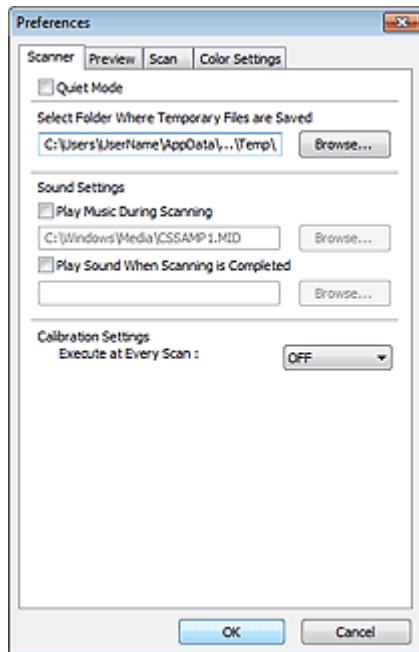 Preferences
Scanner Preview Scan Color Settings
Quiet Mode
Select Folder Where Temporary Files are Saved
C:\Users\UserName\AppData\...\Temp\ Browse...
Sound Settings
Play Music During Scanning
C:\Windows\Media\CSSAMP1.MID Browse...
Play Sound When Scanning is Completed
Browse...
Calibration Settings
Execute at Every Scan : OFF
OK Cancel